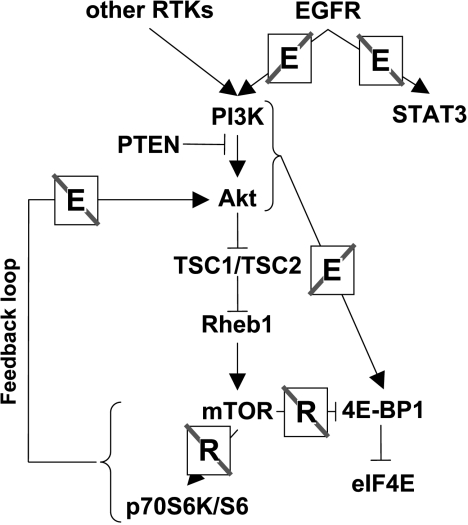 other RTKs EGFR
E E
PI3K STAT3
PTEN
E Akt
TSC1/TSC2 E
Rheb1
Feedback loop
mTOR R 4E-BP1
R
p70S6K/S6 eIF4E